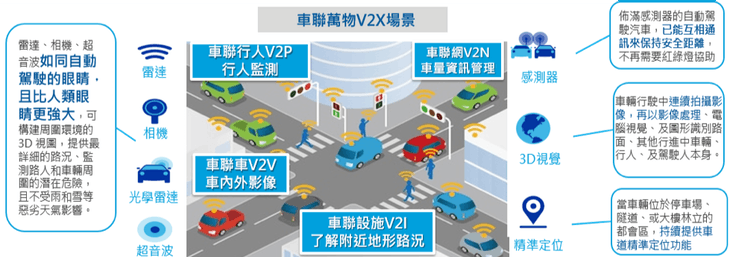 車聯萬物V2X場景
雷達、相機、超
音波如同自動
駕駛的眼睛，
且比人類眼
睛更強大，可
構建周圍環境的
3D 視圖，提供最
詳細的路況、監
測路人和車輛周
圍的潛在危險，
且不受雨和雪等
惡劣天氣影響。
雷達
相機
光學雷達
超音波
車聯行人V2P
行人監測
車聯網V2N
車量資訊管理
車聯車V2V
車內外影像
車聯設施V2I
了解附近地形路況
感測器
3D視覺
精準定位
佈滿感測器的自動駕
駛汽車，已能互相通
訊來保持安全距離，
不再需要紅綠燈協助
車輛行駛中連續拍攝影
像，再以影像處理、電
腦視覺、及圖形識別路
面、其他行進中車輛、
行人、及駕駛人本身。
當車輛位於停車場、
隧道、或大樓林立的
都會區，持續提供車
道精準定位功能